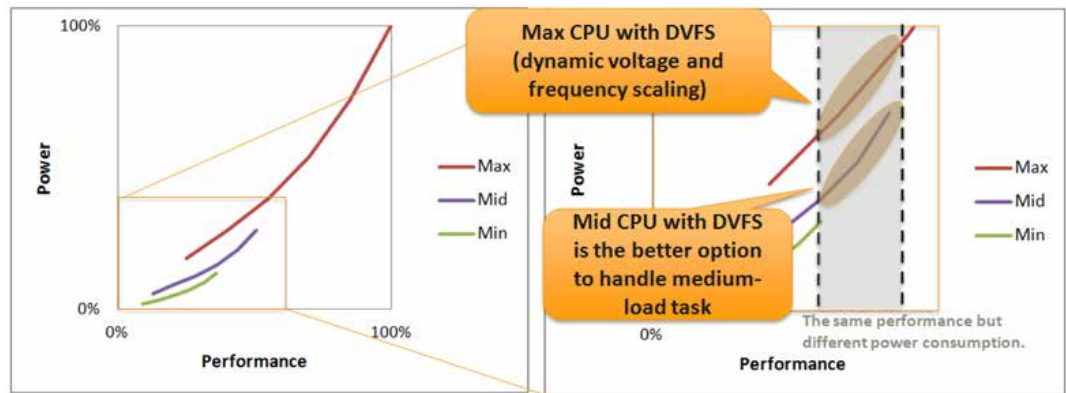 100%
Power
0%
0%
100%
Performance
Max
Mid
Min
Max CPU with DVFS
(dynamic voltage and
frequency scaling)
Power
Mid CPU with DVFS
is the better option
to handle medium-
load task
Max
Mid
Min
0%
The same performance but
different power consumption.
Performance